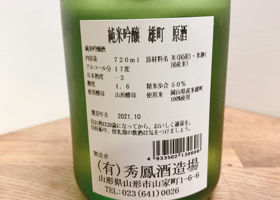 純米吟醸 雄町 原酒
純米吟醸酒
内容量 720ml 原材料名 米(国産)・米麹(国産米)
アルコール分 17度
日本酒度 -3
酸度 1.6 精米歩合 50%
使用酵母 山形酵母 使用米 岡山県産米雄町100%使用
製造年月 2021.10
4933502130608
製造者
(有)秀鳳酒造場
山形県山形市山家町1-6-6
TEL:023(641)0026